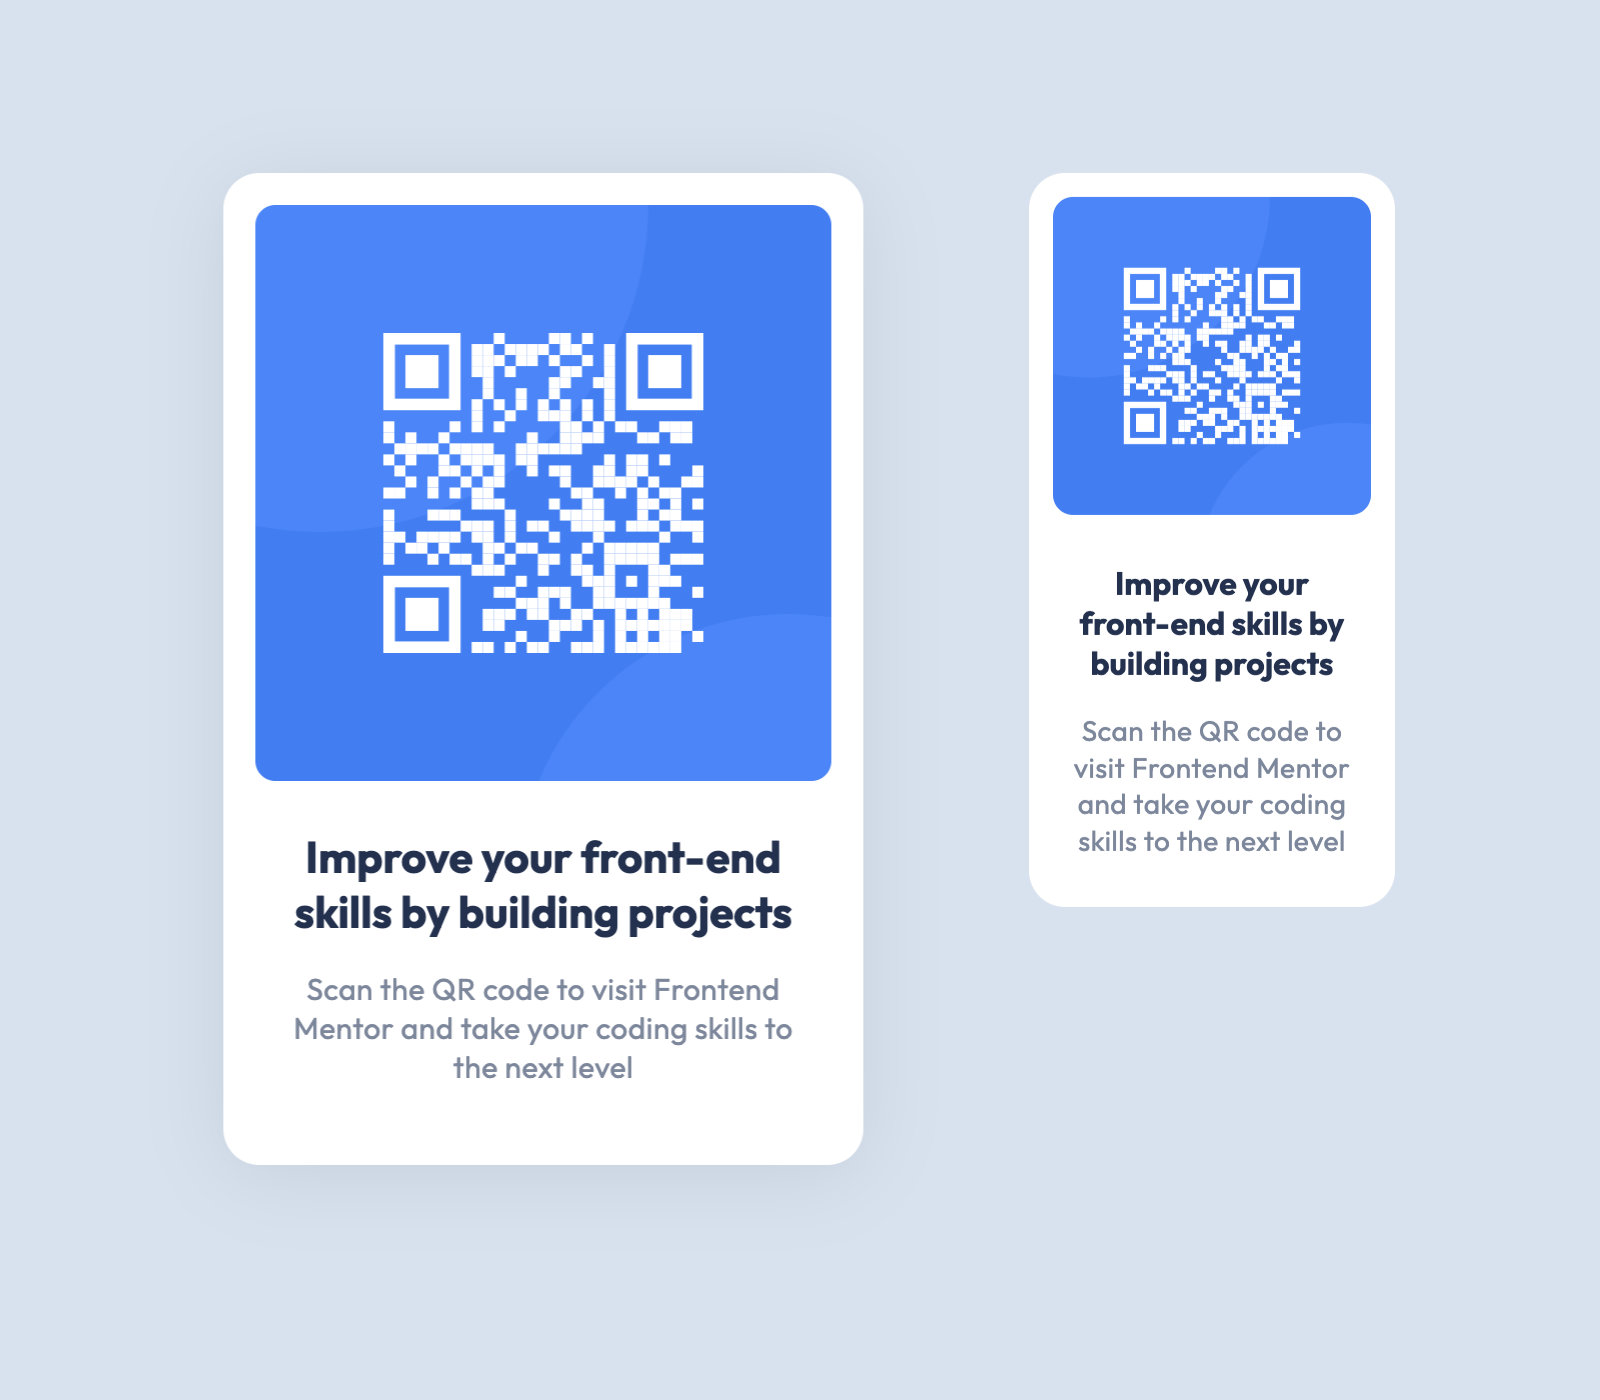 Improve your front-end
skills by building projects
Scan the QR code to visit Frontend
Mentor and take your coding skills to
the next level
Improve your
front-end skills by
building projects
Scan the QR code to
visit Frontend Mentor
and take your coding
skills to the next level